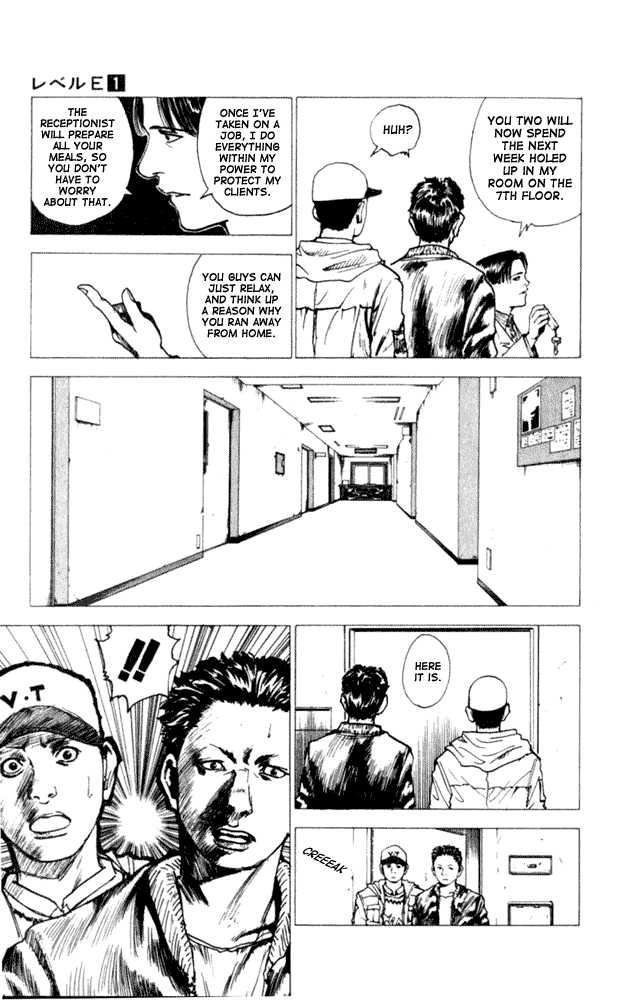 レベルE 1
YOU TWO WILL
NOW SPEND
THE NEXT
WEEK HOLED
UP IN MY
ROOM ON THE
7TH FLOOR.
HUH?
ONCE I'VE
TAKEN ON A
JOB, I DO
EVERYTHING
WITHIN MY
POWER TO
PROTECT MY
CLIENTS.
THE
RECEPTIONIST
WILL PREPARE
ALL YOUR
MEALS, SO
YOU DON'T
HAVE TO
WORRY
ABOUT THAT.
YOU GUYS CAN
JUST RELAX,
AND THINK UP
A REASON WHY
YOU RAN AWAY
FROM HOME.
HERE
IT IS.
CREEEAK
V.T
!!
V.T